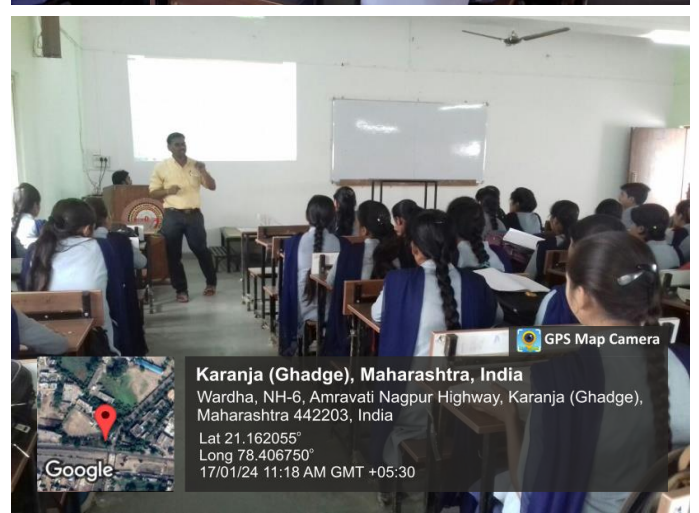 GPS Map Camera
Karanja (Ghadge), Maharashtra, India
Wardha, NH-6, Amravati Nagpur Highway, Karanja (Ghadge),
Maharashtra 442203, India
Lat 21.162055°
Long 78.406750°
17/01/24 11:18 AM GMT +05:30
Google